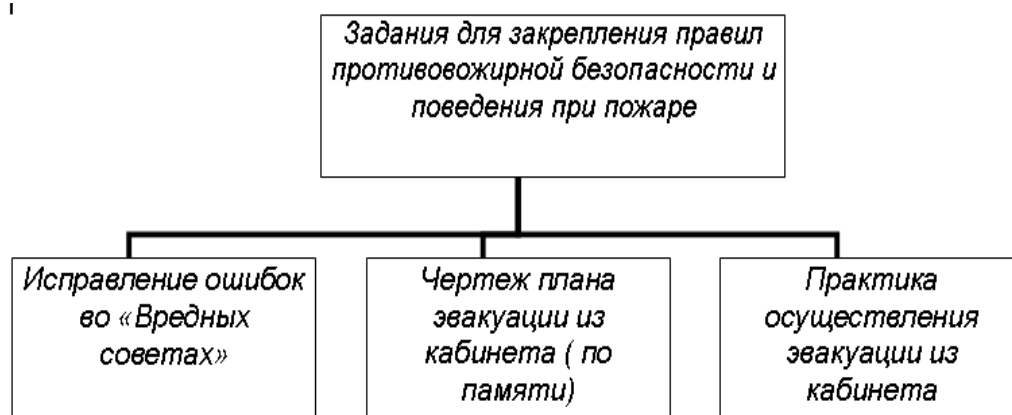 Задания для закрепления правил
противовожирной безопасности и
поведения при пожаре
Исправление ошибок
во «Вредных
советах»
Чертеж плана
эвакуации из
кабинета ( по
памяти)
Практика
осуществления
эвакуации из
кабинета